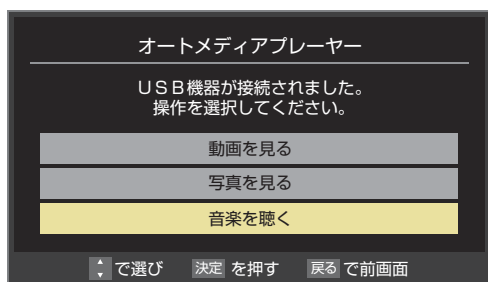 オートメディアプレーヤー
ＵＳＢ機器が接続されました。
操作を選択してください。
動画を見る
写真を見る
音楽を聴く
で選び 決定 を押す 戻る で前画面